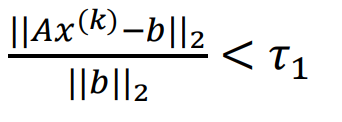 ||Ax^(k)−b||₂ / ||b||₂ < τ₁